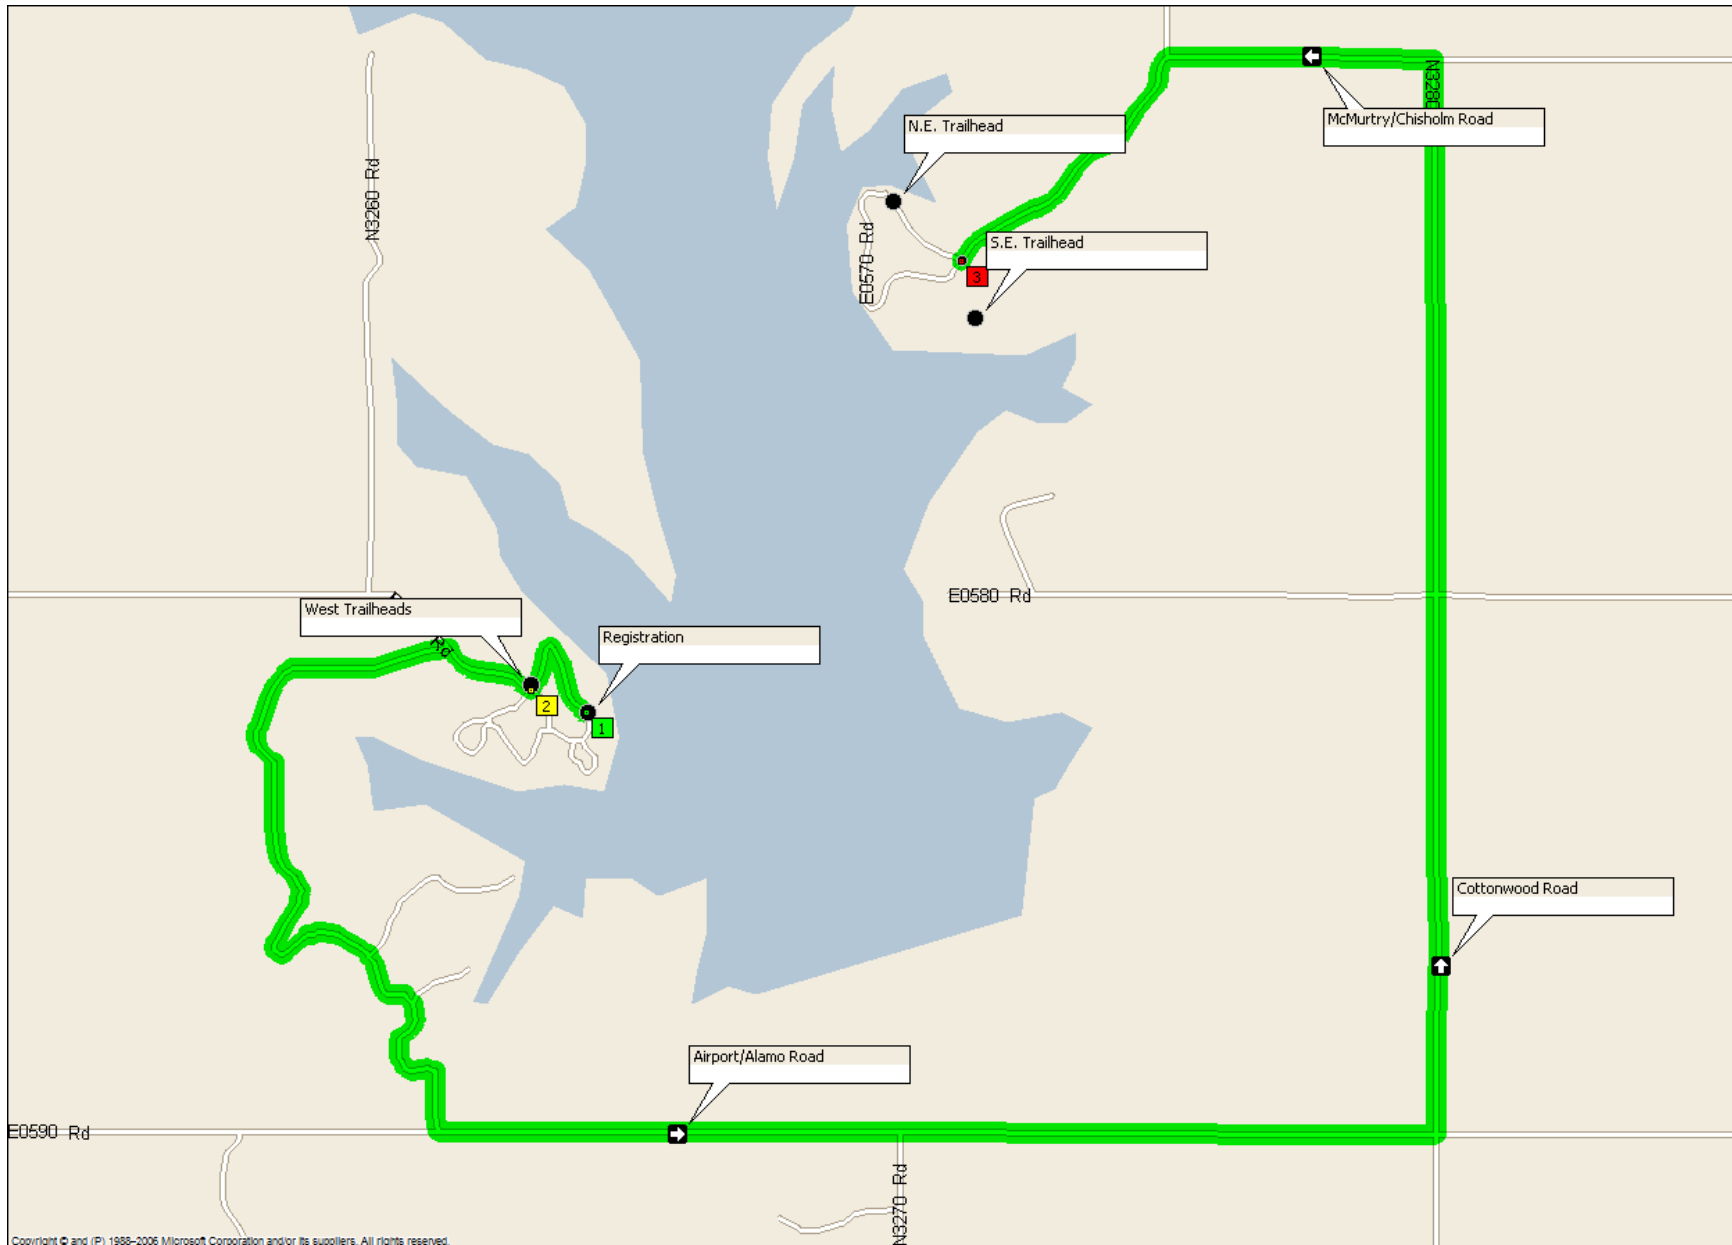 N3280
McMurtry/Chisholm Road
N.E. Trailhead
N3260 Rd
E0570 Rd
S.E. Trailhead
3
E0580 Rd
West Trailheads
Rd
Registration
2
1
Cottonwood Road
Airport/Alamo Road
E0590 Rd
N3270 Rd
Copyright © and (P) 1988–2006 Microsoft Corporation and/or its suppliers. All rights reserved.